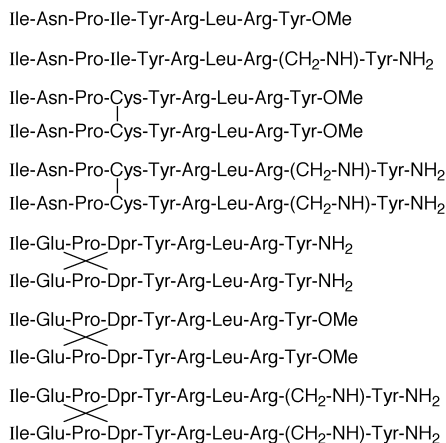 Ile-Asn-Pro-Ile-Tyr-Arg-Leu-Arg-Tyr-OMe
Ile-Asn-Pro-Ile-Tyr-Arg-Leu-Arg-(CH₂-NH)-Tyr-NH₂
Ile-Asn-Pro-Cys-Tyr-Arg-Leu-Arg-Tyr-OMe
Ile-Asn-Pro-Cys-Tyr-Arg-Leu-Arg-Tyr-OMe
Ile-Asn-Pro-Cys-Tyr-Arg-Leu-Arg-(CH₂-NH)-Tyr-NH₂
Ile-Asn-Pro-Cys-Tyr-Arg-Leu-Arg-(CH₂-NH)-Tyr-NH₂
Ile-Glu-Pro-Dpr-Tyr-Arg-Leu-Arg-Tyr-NH₂
Ile-Glu-Pro-Dpr-Tyr-Arg-Leu-Arg-Tyr-NH₂
Ile-Glu-Pro-Dpr-Tyr-Arg-Leu-Arg-Tyr-OMe
Ile-Glu-Pro-Dpr-Tyr-Arg-Leu-Arg-Tyr-OMe
Ile-Glu-Pro-Dpr-Tyr-Arg-Leu-Arg-(CH₂-NH)-Tyr-NH₂
Ile-Glu-Pro-Dpr-Tyr-Arg-Leu-Arg-(CH₂-NH)-Tyr-NH₂